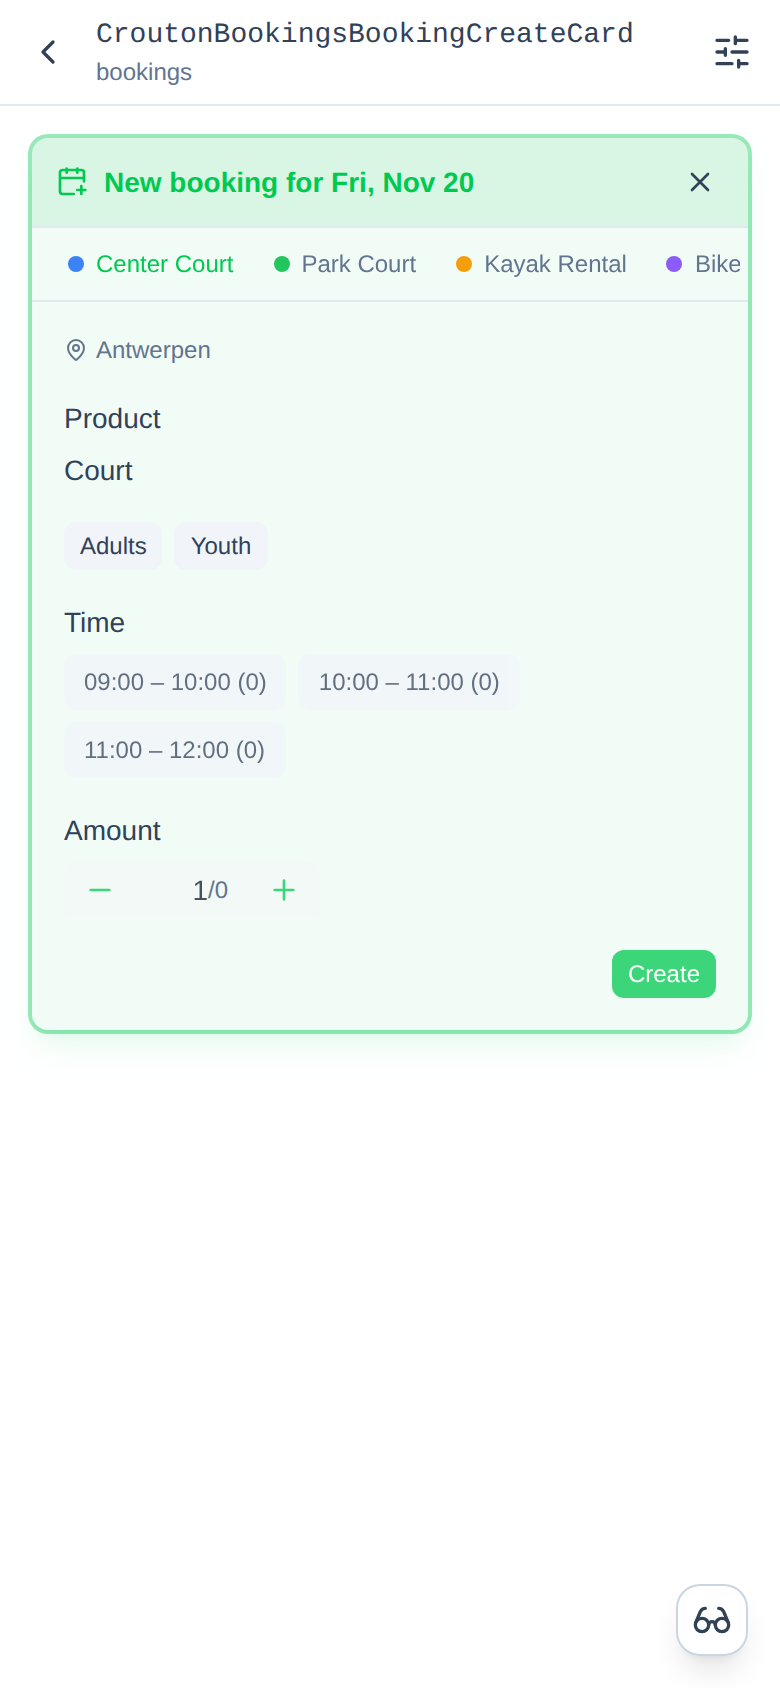 CroutonBookingsBookingCreateCard
bookings
New booking for Fri, Nov 20
Center Court Park Court Kayak Rental Bike
Antwerpen
Product
Court
Adults Youth
Time
09:00 – 10:00 (0) 10:00 – 11:00 (0)
11:00 – 12:00 (0)
Amount
1/0
Create